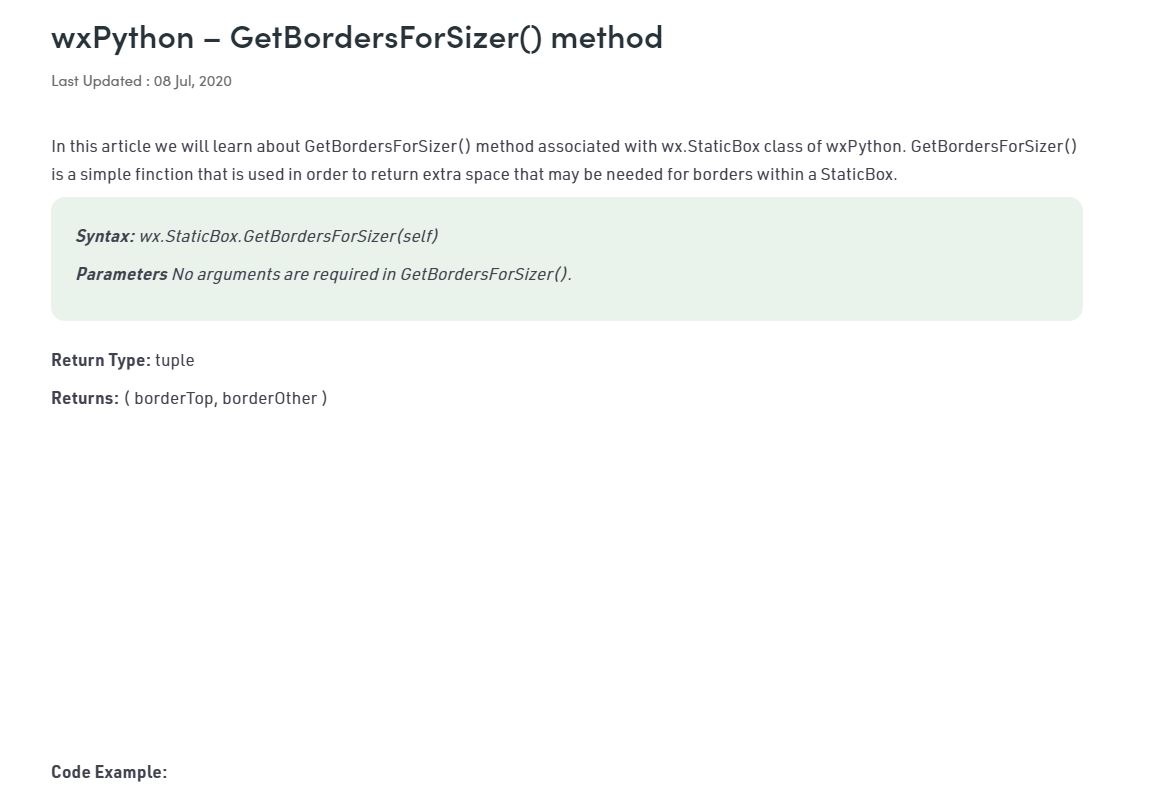 wxPython – GetBordersForSizer() method
Last Updated : 08 Jul, 2020
In this article we will learn about GetBordersForSizer() method associated with wx.StaticBox class of wxPython. GetBordersForSizer()
is a simple finction that is used in order to return extra space that may be needed for borders within a StaticBox.
Syntax: wx.StaticBox.GetBordersForSizer(self)
Parameters No arguments are required in GetBordersForSizer().
Return Type: tuple
Returns: ( borderTop, borderOther )
Code Example: